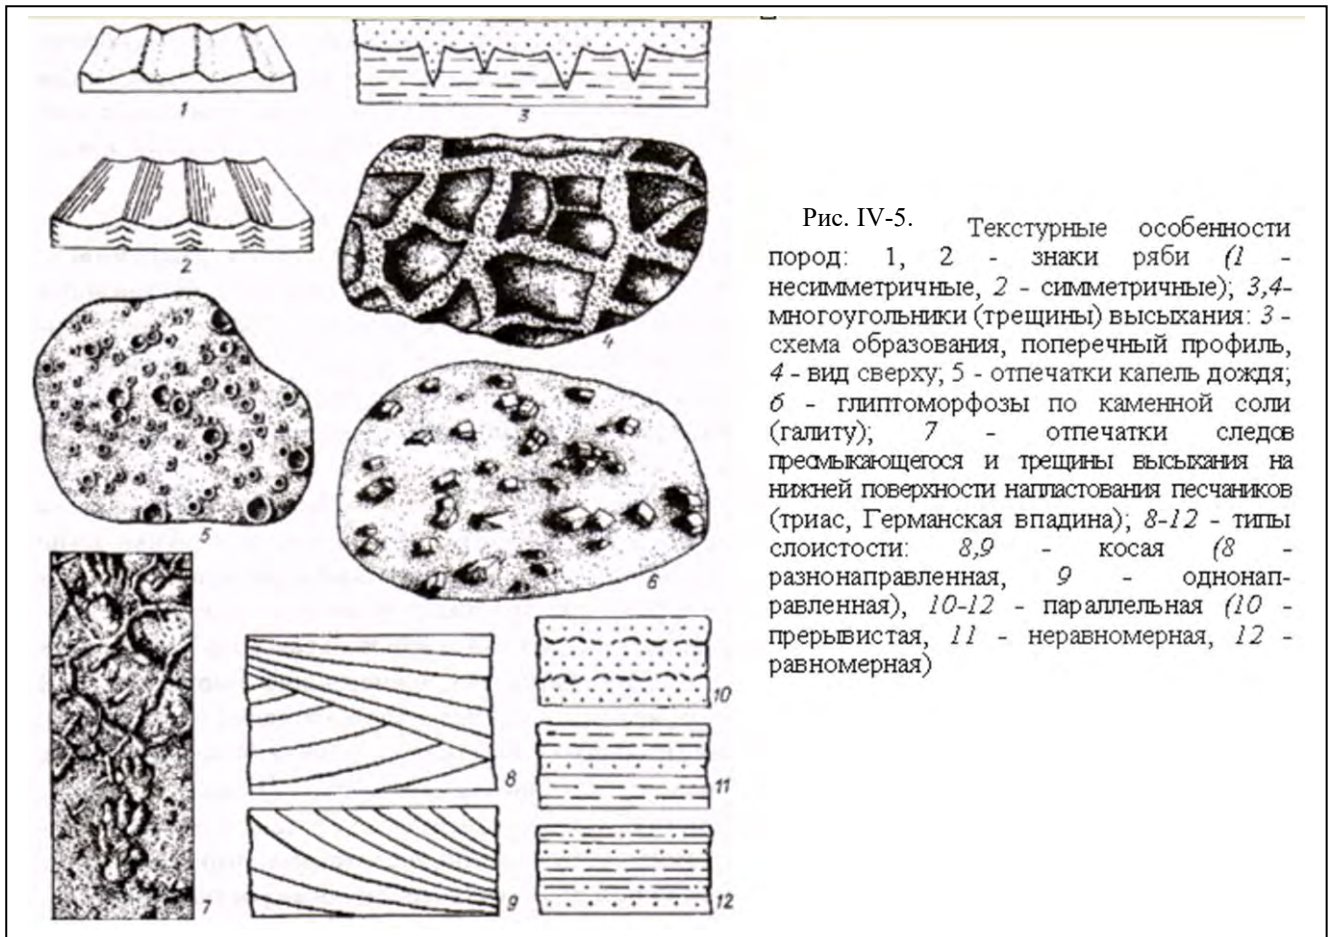 1
3
2
4
5
6
7
8
9
10
11
12
Рис. IV-5.
Текстурные особенности
пород: 1, 2 - знаки ряби (1 -
несимметричные, 2 - симметричные); 3,4-
многоугольники (трещины) высыхания: 3 -
схема образования, поперечный профиль,
4 - вид сверху; 5 - отпечатки капель дождя;
6 - глиптоморфозы по каменной соли
(галиту); 7 - отпечатки следов
пресмыкающегося и трещины высыхания на
нижней поверхности напластования песчаников
(триас, Германская впадина); 8-12 - типы
слоистости: 8,9 - косая (8 -
разнонаправленная, 9 - однонап-
равленная), 10-12 - параллельная (10 -
прерывистая, 11 - неравномерная, 12 -
равномерная)